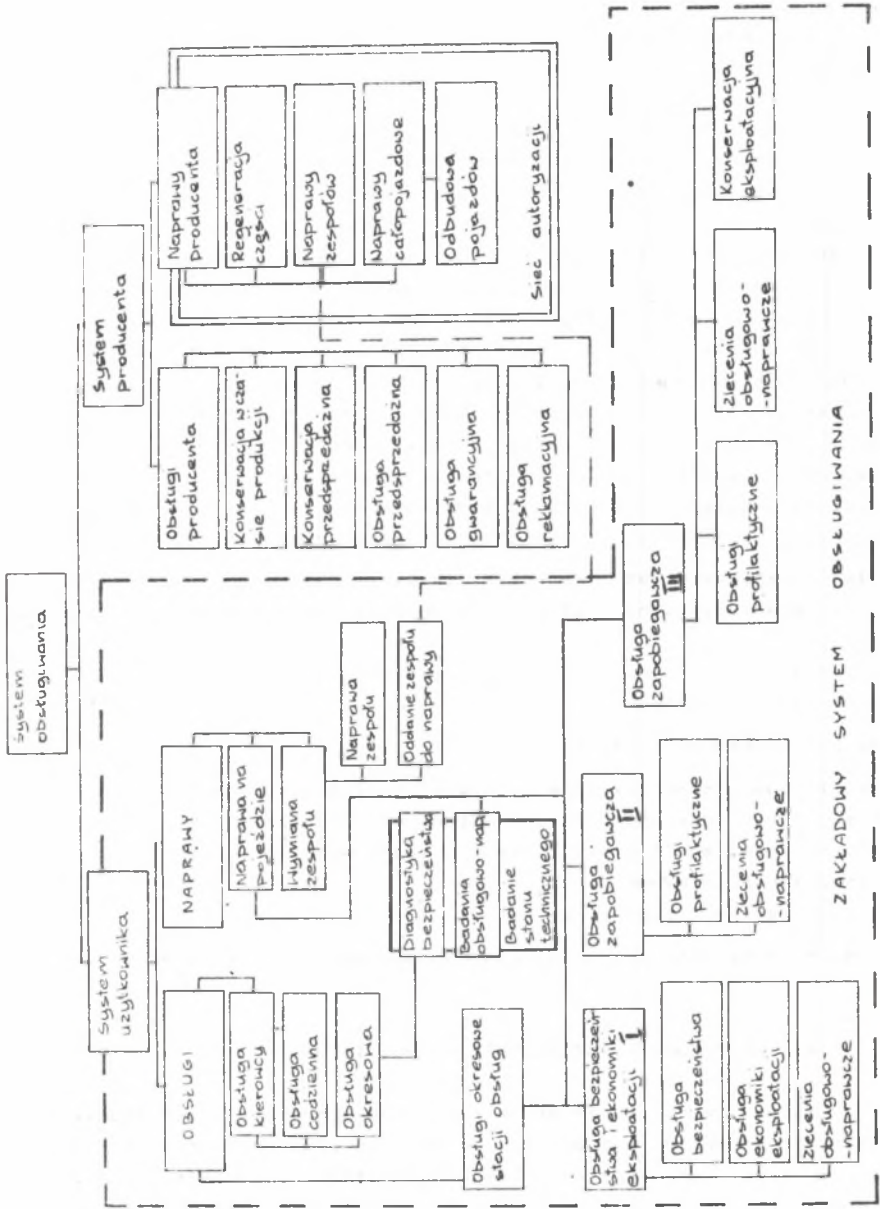 System
obsługiwania
System
użytkownika
System
producenta
OBSŁUGI
Obsługa
kierowcy
Obsługa
codzienna
Obsługa
okresowa
NAPRAWY
Naprawa na
pojeździe
Wymiana
zespołu
Naprawa
zespołu
Oddanie zespołu
do naprawy
Obsługi
producenta
Konserwacja w cza-
sie produkcji
Konserwacja
przedsprzedażna
Obsługa
przedsprzedażna
Obsługa
gwarancyjna
Obsługa
reklamacyjna
Naprawy
producenta
Regeneracja
części
Naprawy
zespołów
Naprawy
całopojazdowe
Odbudowa
pojazdów
Sieć autoryzacji
Diagnostyka
bezpieczeństwa
Badania
obsługowo-nap
Badanie
stanu
technicznego
Obsługi okresowe
stacji obsług
Obsługa bezpieczeń
stwa i ekonomiki
eksploatacji I
Obsługa
bezpieczeństwa
Obsługa
ekonomiki
eksploatacji
Zlecenia
obsługowo-
-naprawcze
Obsługa
zapobiegawcza
II
Obsługi
profilaktyczne
Zlecenia
obsługowo-
-naprawcze
Obsługa
zapobiegawcza
III
Obsługi
profilaktyczne
Zlecenia
obsługowo-
-naprawcze
Konserwacja
eksploatacyjna
ZAKŁADOWY SYSTEM OBSŁUGIWANIA